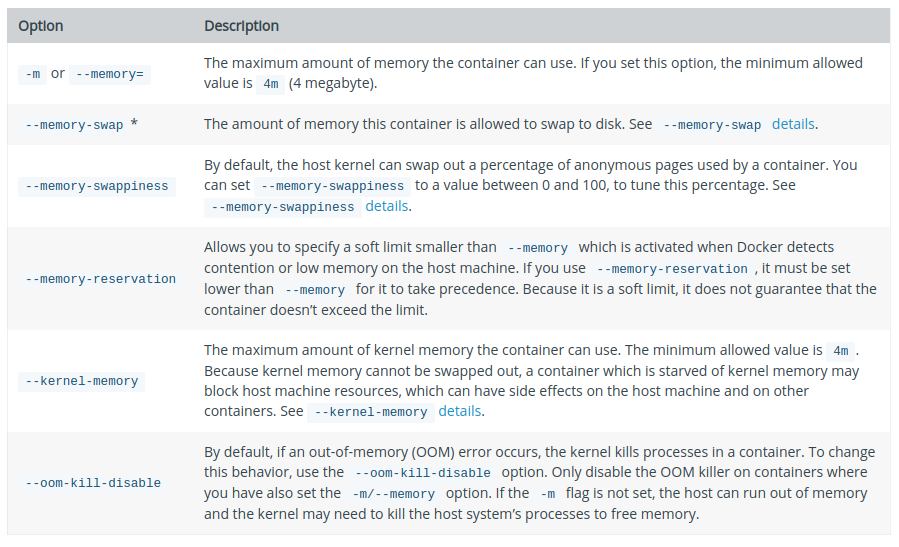 Option Description
-m or --memory= The maximum amount of memory the container can use. If you set this option, the minimum allowed
value is 4m (4 megabyte).
--memory-swap * The amount of memory this container is allowed to swap to disk. See --memory-swap details.
By default, the host kernel can swap out a percentage of anonymous pages used by a container. You
--memory-swappiness can set --memory-swappiness to a value between 0 and 100, to tune this percentage. See
--memory-swappiness details.
Allows you to specify a soft limit smaller than --memory which is activated when Docker detects
--memory-reservation contention or low memory on the host machine. If you use --memory-reservation , it must be set
lower than --memory for it to take precedence. Because it is a soft limit, it does not guarantee that the
container doesn’t exceed the limit.
The maximum amount of kernel memory the container can use. The minimum allowed value is 4m .
--kernel-memory Because kernel memory cannot be swapped out, a container which is starved of kernel memory may
block host machine resources, which can have side effects on the host machine and on other
containers. See --kernel-memory details.
By default, if an out-of-memory (OOM) error occurs, the kernel kills processes in a container. To change
--oom-kill-disable this behavior, use the --oom-kill-disable option. Only disable the OOM killer on containers where
you have also set the -m/--memory option. If the -m flag is not set, the host can run out of memory
and the kernel may need to kill the host system’s processes to free memory.